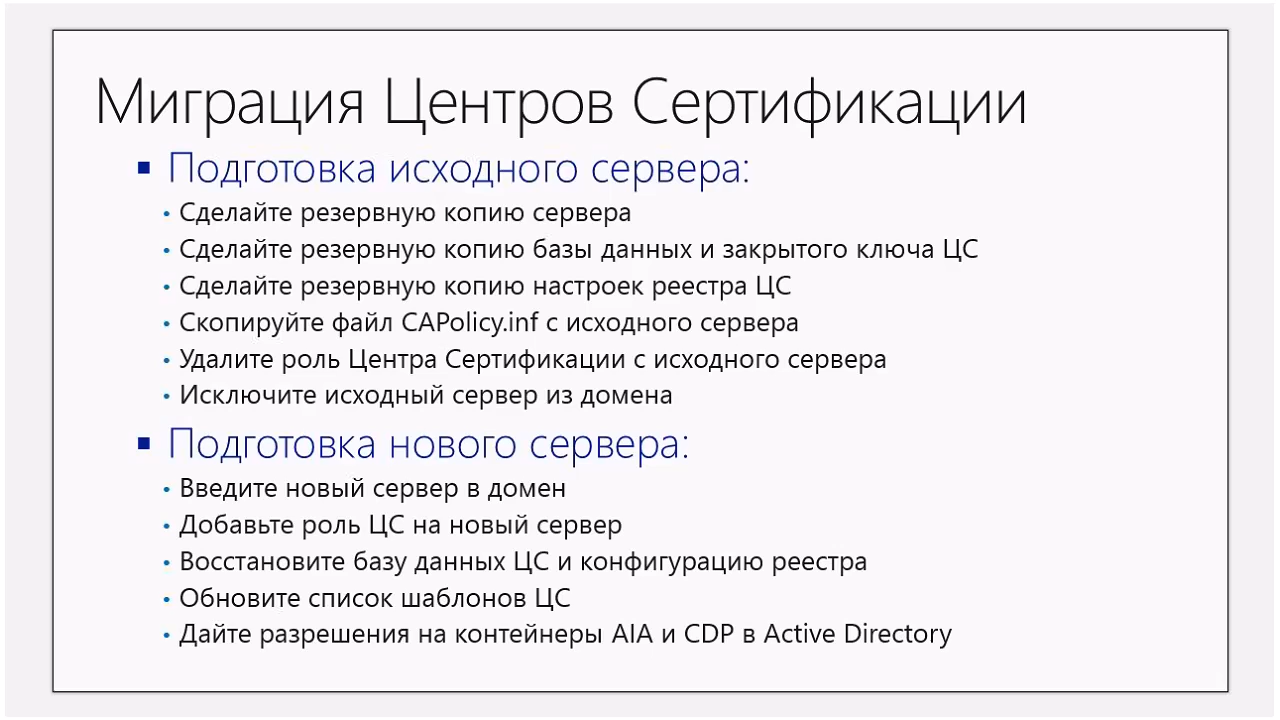 Миграция Центров Сертификации
▪ Подготовка исходного сервера:
• Сделайте резервную копию сервера
• Сделайте резервную копию базы данных и закрытого ключа ЦС
• Сделайте резервную копию настроек реестра ЦС
• Скопируйте файл CAPolicy.inf с исходного сервера
• Удалите роль Центра Сертификации с исходного сервера
• Исключите исходный сервер из домена
▪ Подготовка нового сервера:
• Введите новый сервер в домен
• Добавьте роль ЦС на новый сервер
• Восстановите базу данных ЦС и конфигурацию реестра
• Обновите список шаблонов ЦС
• Дайте разрешения на контейнеры AIA и CDP в Active Directory